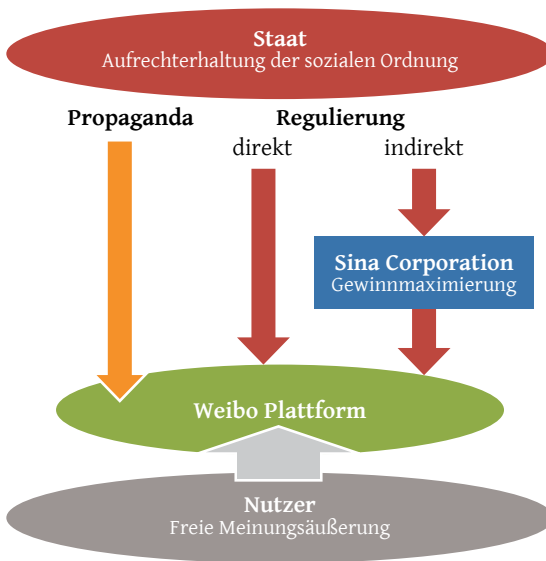 Staat
Aufrechterhaltung der sozialen Ordnung
Propaganda
Regulierung
direkt
indirekt
Sina Corporation
Gewinnmaximierung
Weibo Plattform
Nutzer
Freie Meinungsäußerung